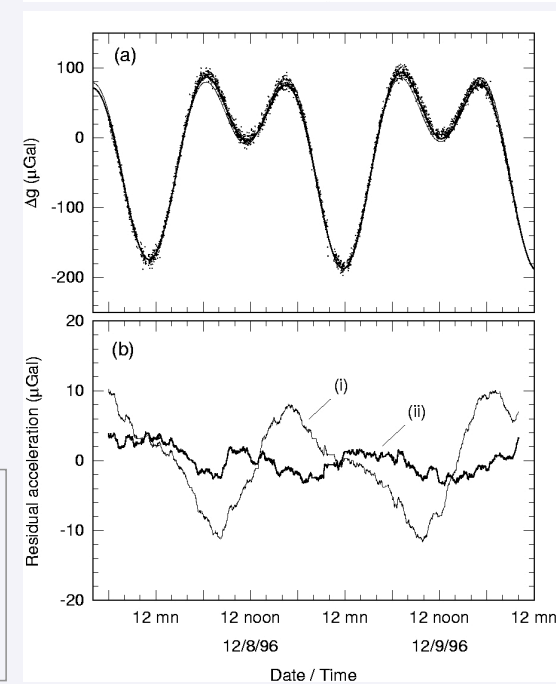 (a)
100
0
-100
-200
Δg (μGal)
20
(b)
10
0
-10
-20
(i)
(ii)
Residual acceleration (μGal)
12 mn 12 noon 12 mn 12 noon 12 mn
12/8/96 12/9/96
Date / Time